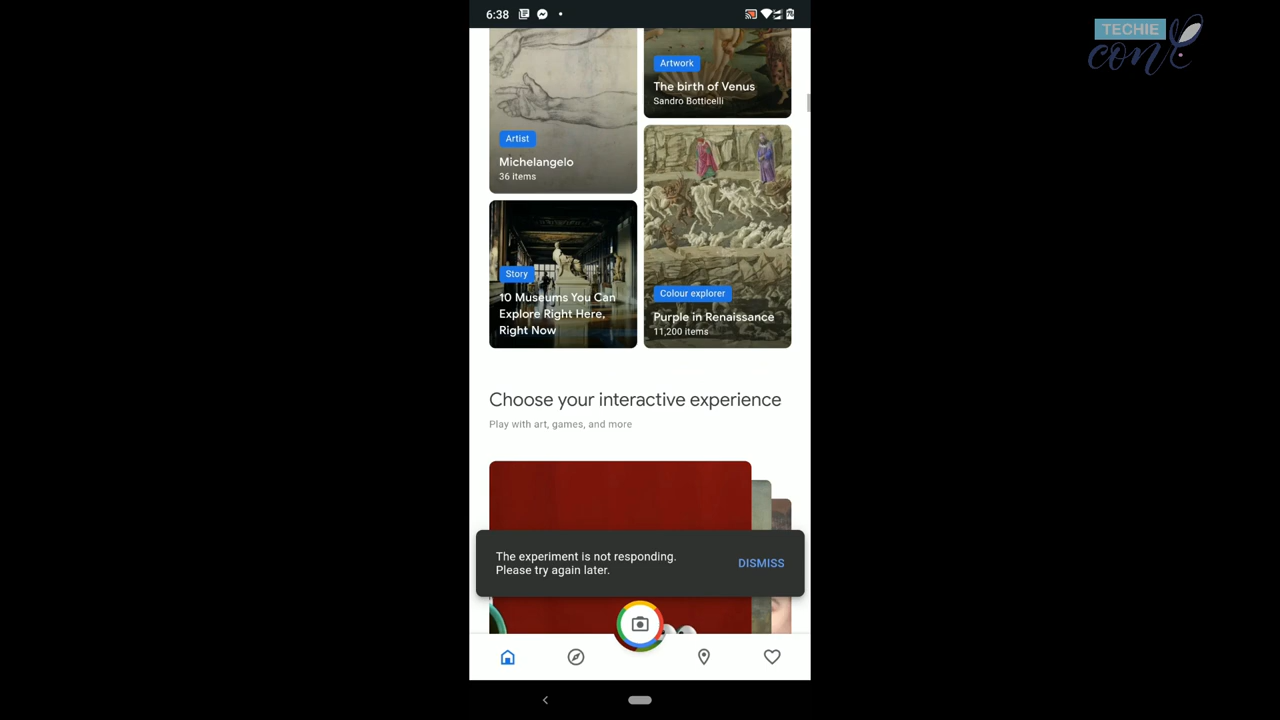 6:38
TECHIE
con
Artwork
The birth of Venus
Sandro Botticelli
Artist
Michelangelo
36 items
Story
10 Museums You Can
Explore Right Here,
Right Now
Colour explorer
Purple in Renaissance
11,200 items
Choose your interactive experience
Play with art, games, and more
The experiment is not responding.
Please try again later.
DISMISS